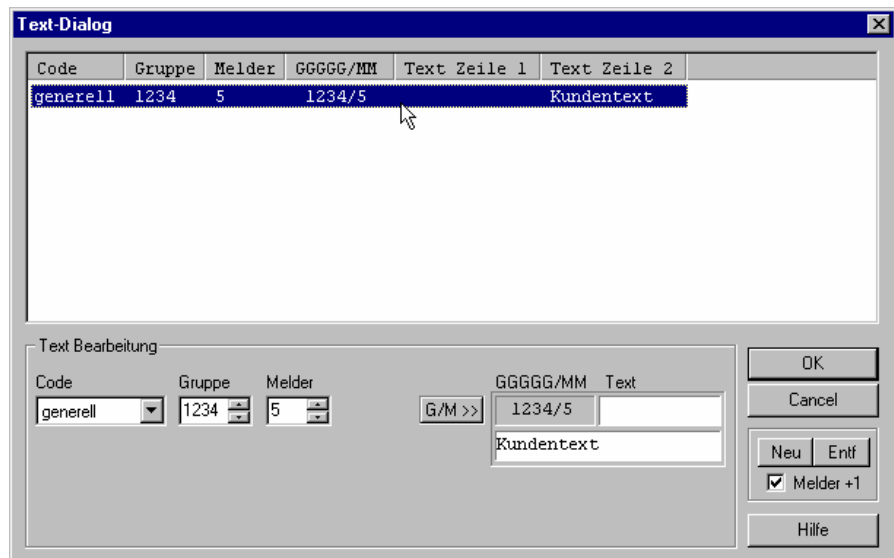 Text-Dialog
Code Gruppe Melder GGGGG/MM Text Zeile 1 Text Zeile 2
generell 1234 5 1234/5 Kundentext
Text Bearbeitung
Code Gruppe Melder GGGGG/MM Text
generell 1234 5 G/M >> 1234/5
Kundentext
OK
Cancel
Neu Entf
Melder +1
Hilfe